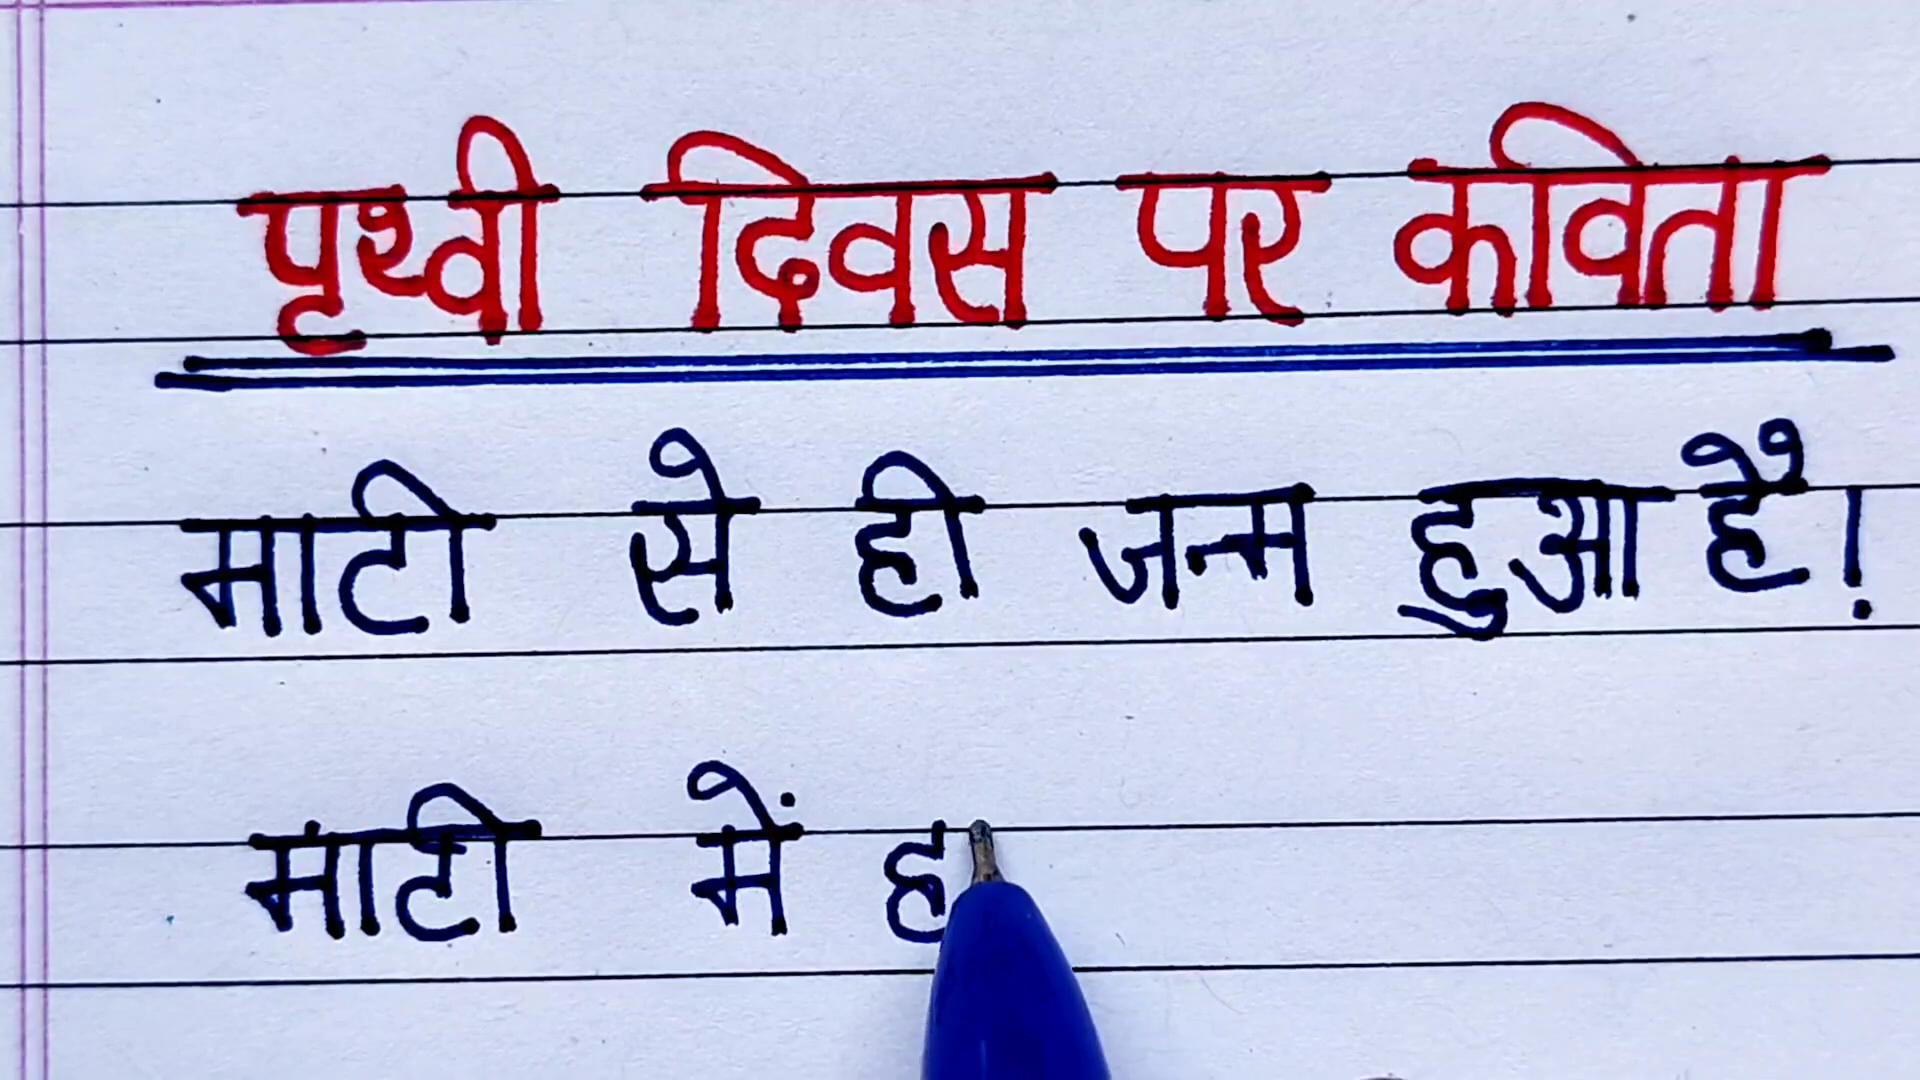 पृथ्वी दिवस पर कविता
माटी से ही जन्म हुआ है।
माटी में ह